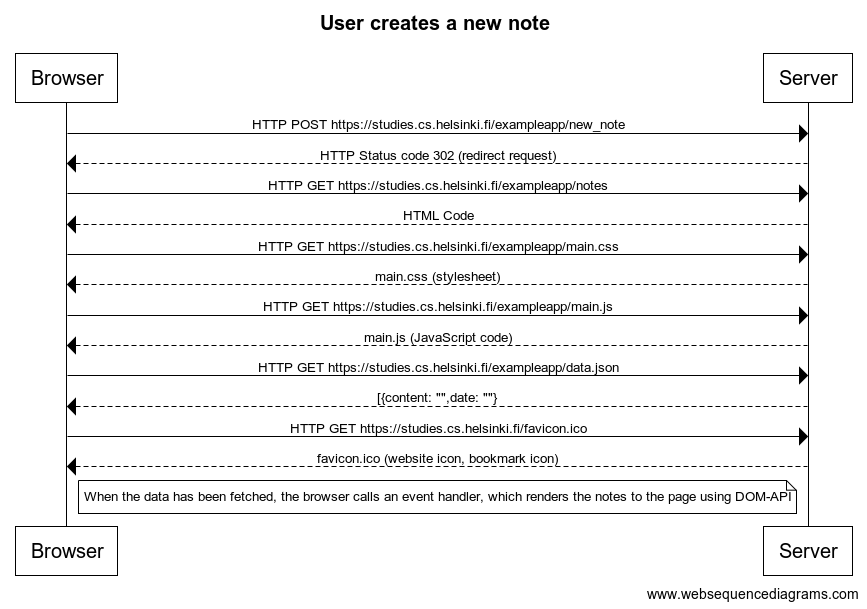 User creates a new note
Browser
Server
HTTP POST https://studies.cs.helsinki.fi/exampleapp/new_note
HTTP Status code 302 (redirect request)
HTTP GET https://studies.cs.helsinki.fi/exampleapp/notes
HTML Code
HTTP GET https://studies.cs.helsinki.fi/exampleapp/main.css
main.css (stylesheet)
HTTP GET https://studies.cs.helsinki.fi/exampleapp/main.js
main.js (JavaScript code)
HTTP GET https://studies.cs.helsinki.fi/exampleapp/data.json
[{content: "",date: ""}
HTTP GET https://studies.cs.helsinki.fi/favicon.ico
favicon.ico (website icon, bookmark icon)
When the data has been fetched, the browser calls an event handler, which renders the notes to the page using DOM-API
Browser
Server
www.websequencediagrams.com